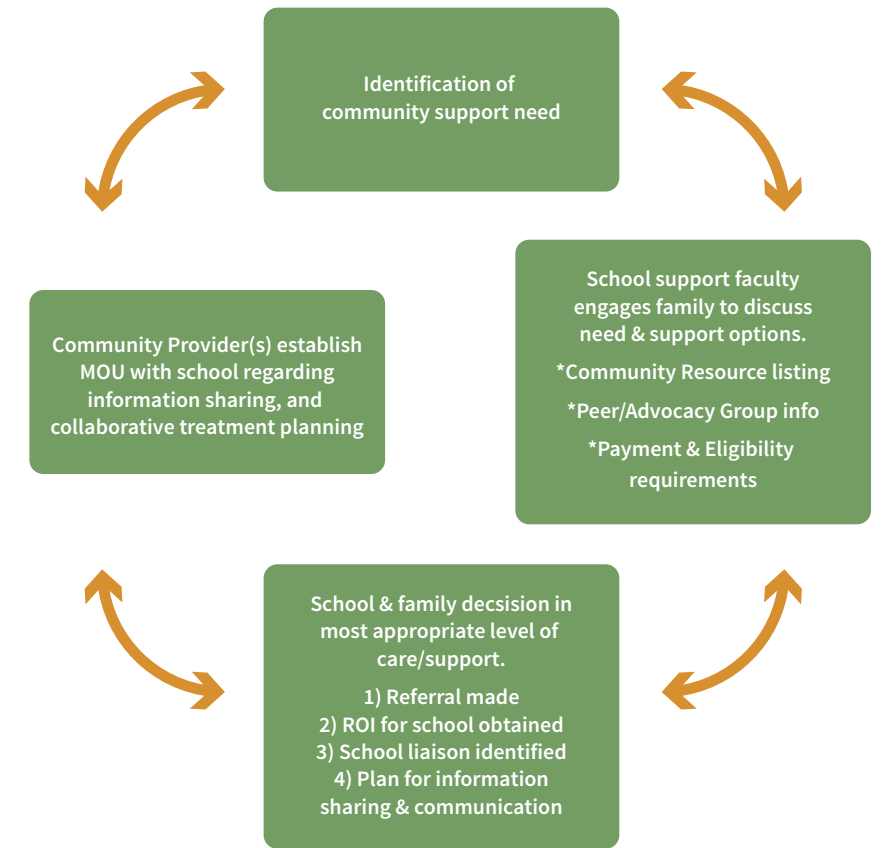 Identification of
community support need
School support faculty
engages family to discuss
need & support options.
*Community Resource listing
*Peer/Advocacy Group info
*Payment & Eligibility
requirements
School & family decsision in
most appropriate level of
care/support.
1) Referral made
2) ROI for school obtained
3) School liaison identified
4) Plan for information
sharing & communication
Community Provider(s) establish
MOU with school regarding
information sharing, and
collaborative treatment planning